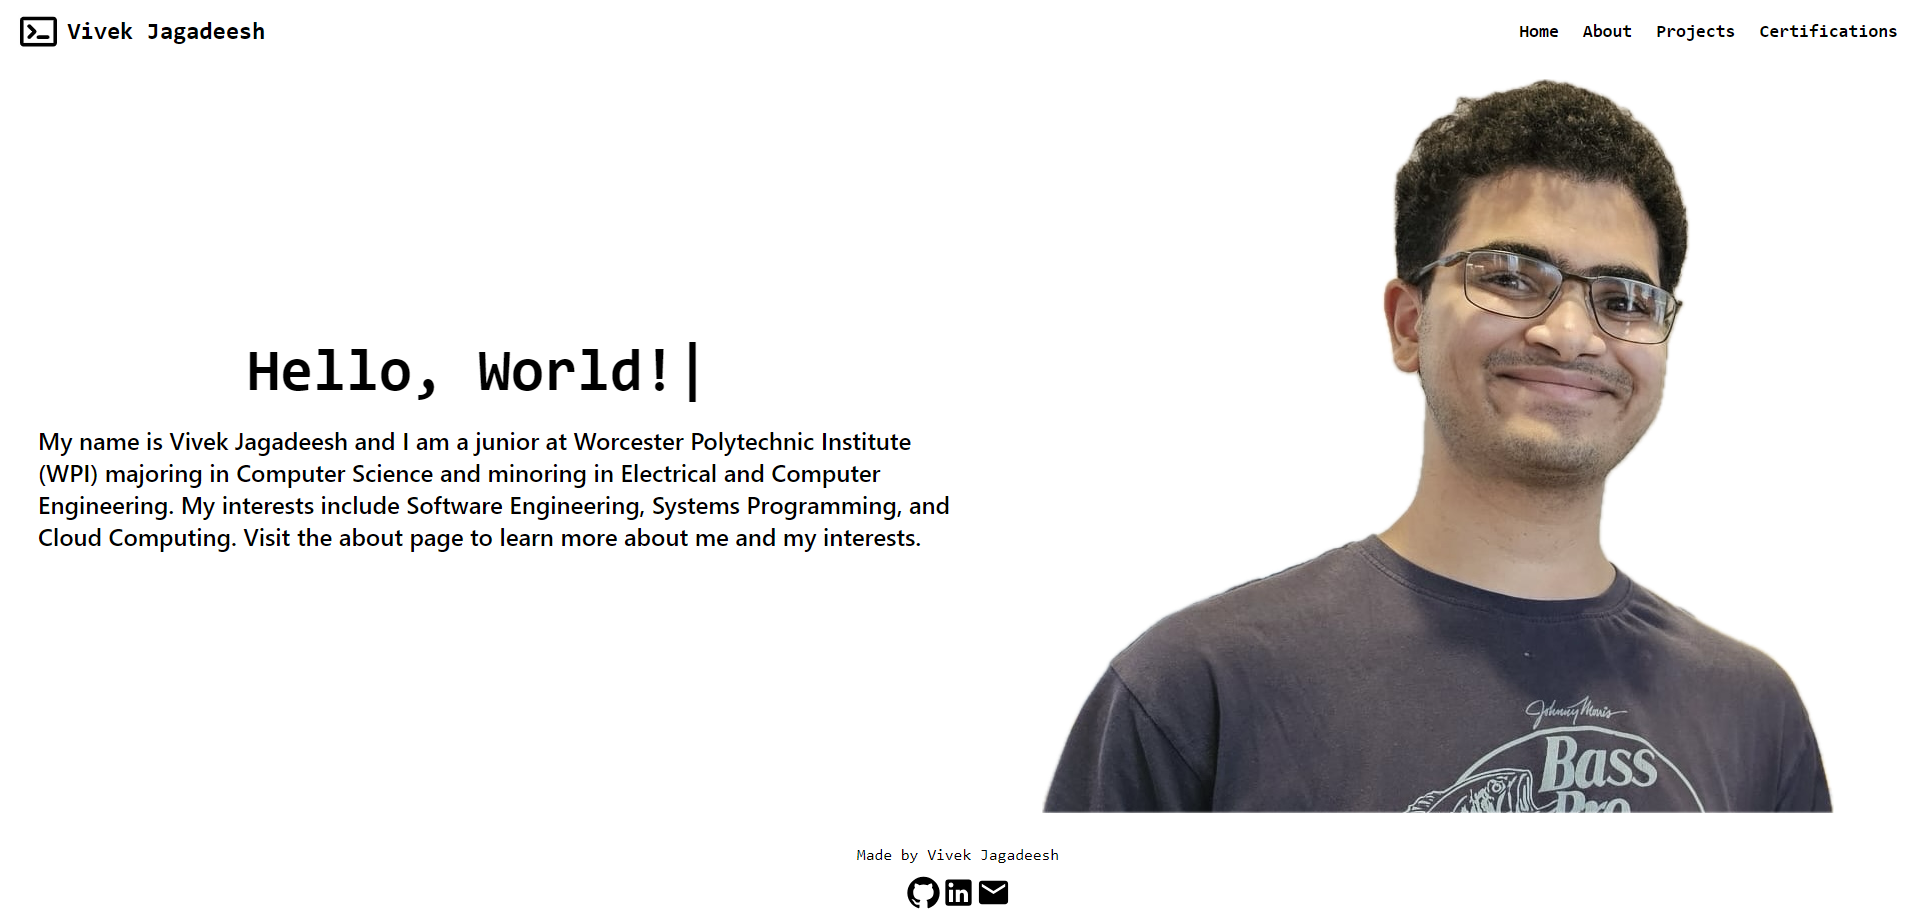 Vivek Jagadeesh
Home About Projects Certifications
Hello, World!
My name is Vivek Jagadeesh and I am a junior at Worcester Polytechnic Institute
(WPI) majoring in Computer Science and minoring in Electrical and Computer
Engineering. My interests include Software Engineering, Systems Programming, and
Cloud Computing. Visit the about page to learn more about me and my interests.
Johnny Morris
Bass
Pro
Made by Vivek Jagadeesh
in